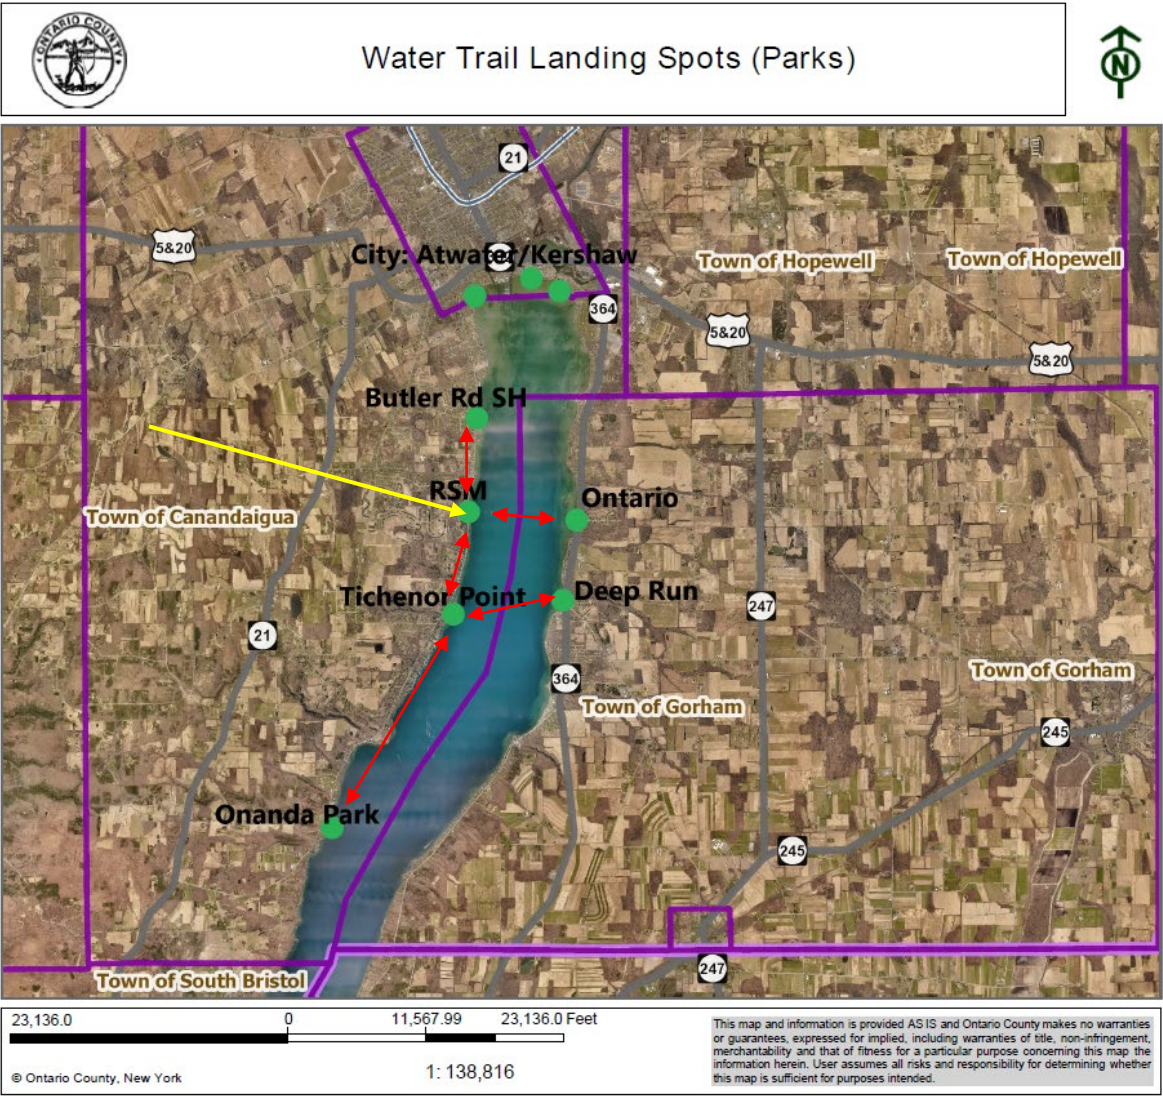 ONTARIO COUNTY
Water Trail Landing Spots (Parks)
N
21
5&20
City: Atwater/Kershaw
Town of Hopewell
Town of Hopewell
364
5&20
5&20
Butler Rd SH
RSM
Ontario
Town of Canandaigua
Tichenor Point
Deep Run
247
21
364
Town of Gorham
Town of Gorham
245
Onanda Park
245
247
Town of South Bristol
23,136.0 0 11,567.99 23,136.0 Feet
1: 138,816
© Ontario County, New York
This map and information is provided AS IS and Ontario County makes no warranties
or guarantees, expressed for implied, including warranties of title, non-infringement,
merchantability and that of fitness for a particular purpose concerning this map the
information herein. User assumes all risks and responsibility for determining whether
this map is sufficient for purposes intended.